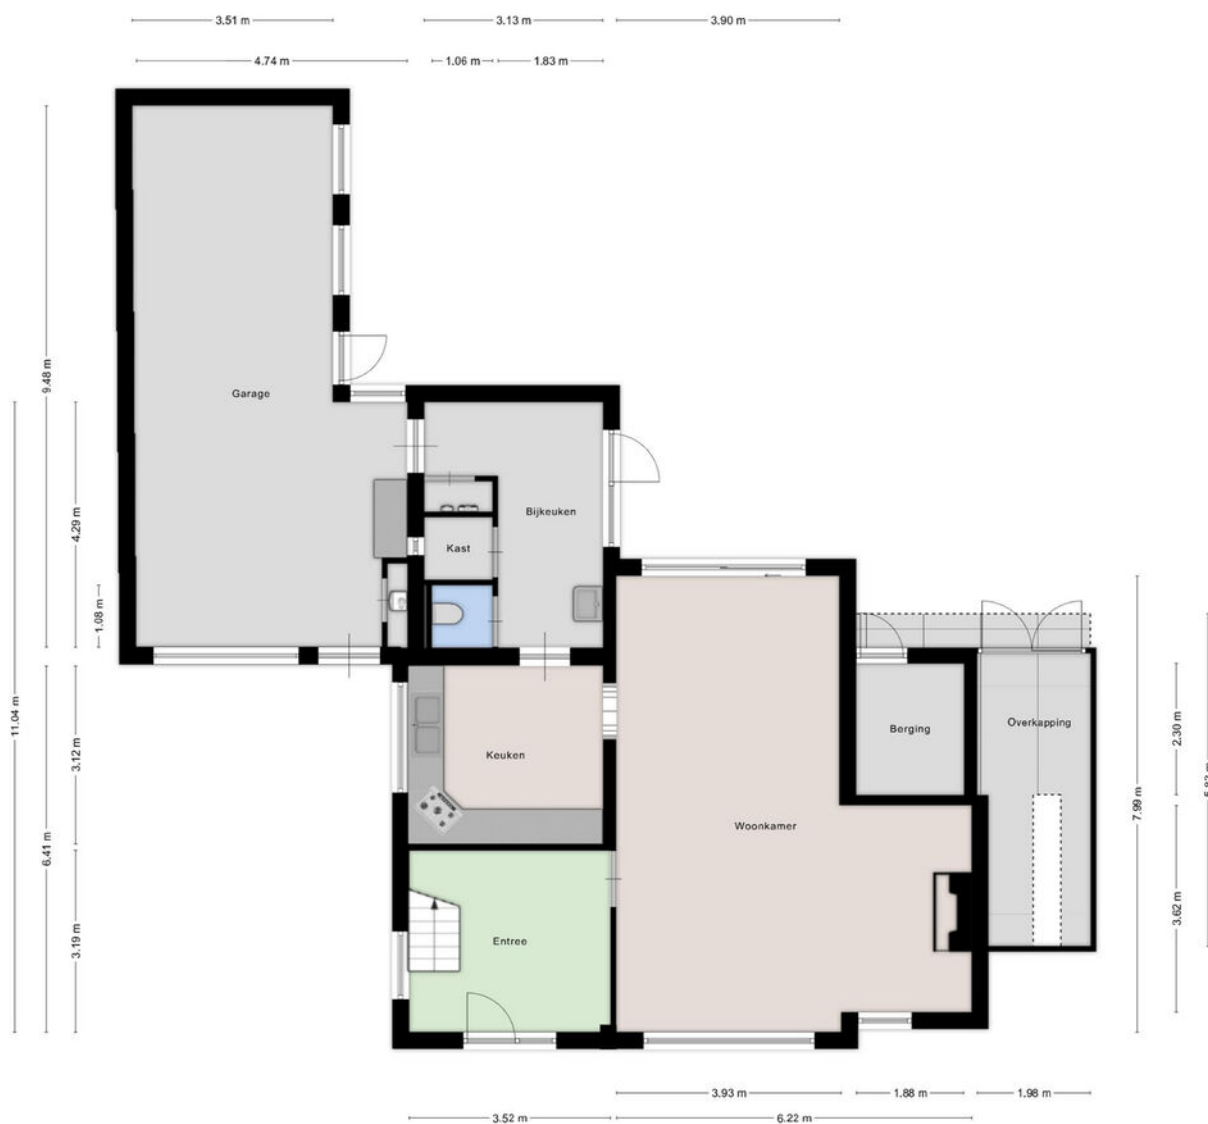 3.51 m 3.13 m 3.90 m
4.74 m 1.06 m 1.83 m
9.48 m
Garage
4.29 m
Bijkeuken
Kast
1.08 m
11.04 m
3.12 m
Keuken
Berging
Overkapping
2.30 m
7.99 m
Woonkamer
6.41 m
3.19 m
Entree
3.62 m
3.93 m 1.88 m 1.98 m
3.52 m 6.22 m